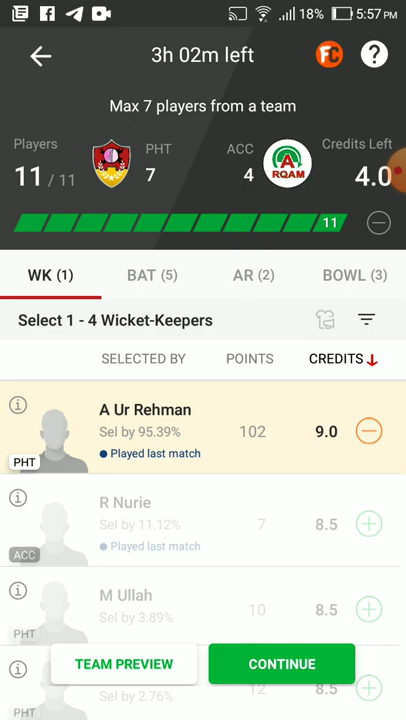 18% 5:57PM
3h 02m left
FC ?
Max 7 players from a team
Players PHT ACC Credits Left
11 / 11 7 4 A RQAM 4.0
11
WK (1) BAT (5) AR (2) BOWL (3)
Select 1 - 4 Wicket-Keepers
SELECTED BY POINTS CREDITS
A Ur Rehman
Sel by 95.39% 102 9.0
Played last match
PHT
R Nurie
Sel by 11.12% 7 8.5
Played last match
ACC
M Ullah
Sel by 3.89% 10 8.5
PHT
TEAM PREVIEW CONTINUE
Sel by 2.76% 12 8.5